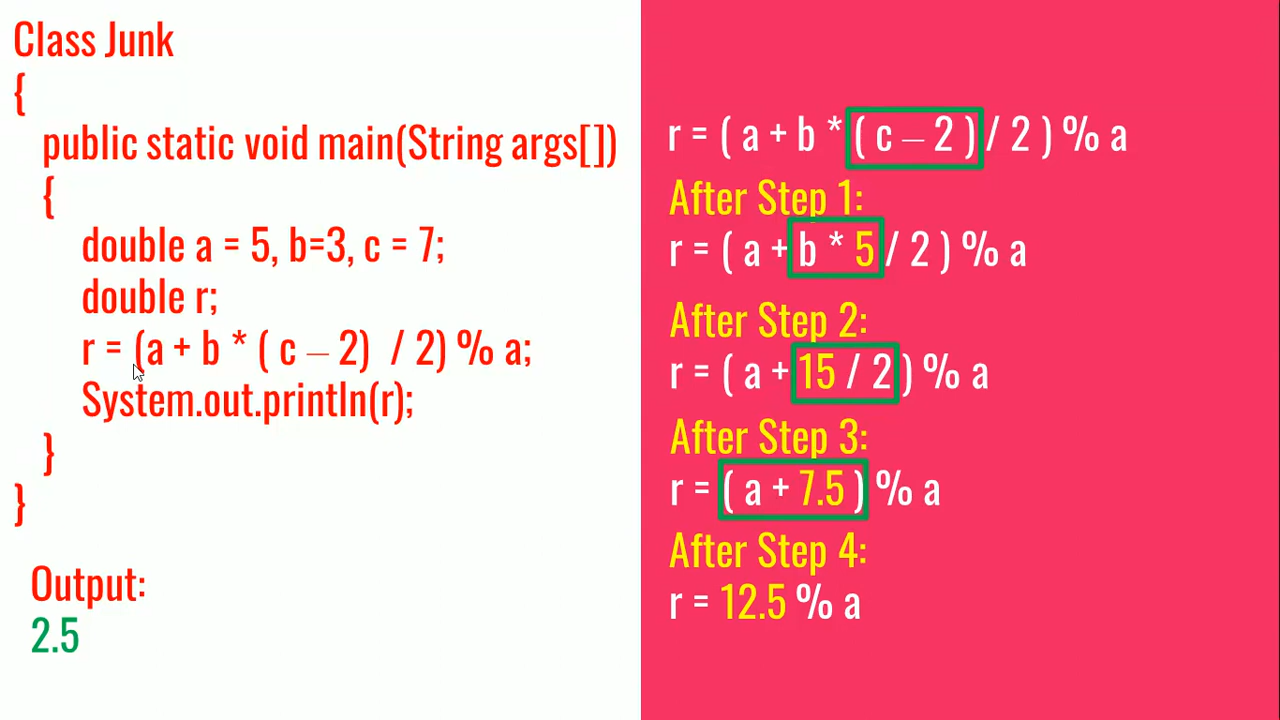 Class Junk
{
public static void main(String args[])
{
double a = 5, b=3, c = 7;
double r;
r = (a + b * ( c – 2) / 2) % a;
System.out.println(r);
}
}
Output:
2.5
r = ( a + b * ( c – 2 ) / 2 ) % a
After Step 1:
r = ( a + b * 5 / 2 ) % a
After Step 2:
r = ( a + 15 / 2 ) % a
After Step 3:
r = ( a + 7.5 ) % a
After Step 4:
r = 12.5 % a